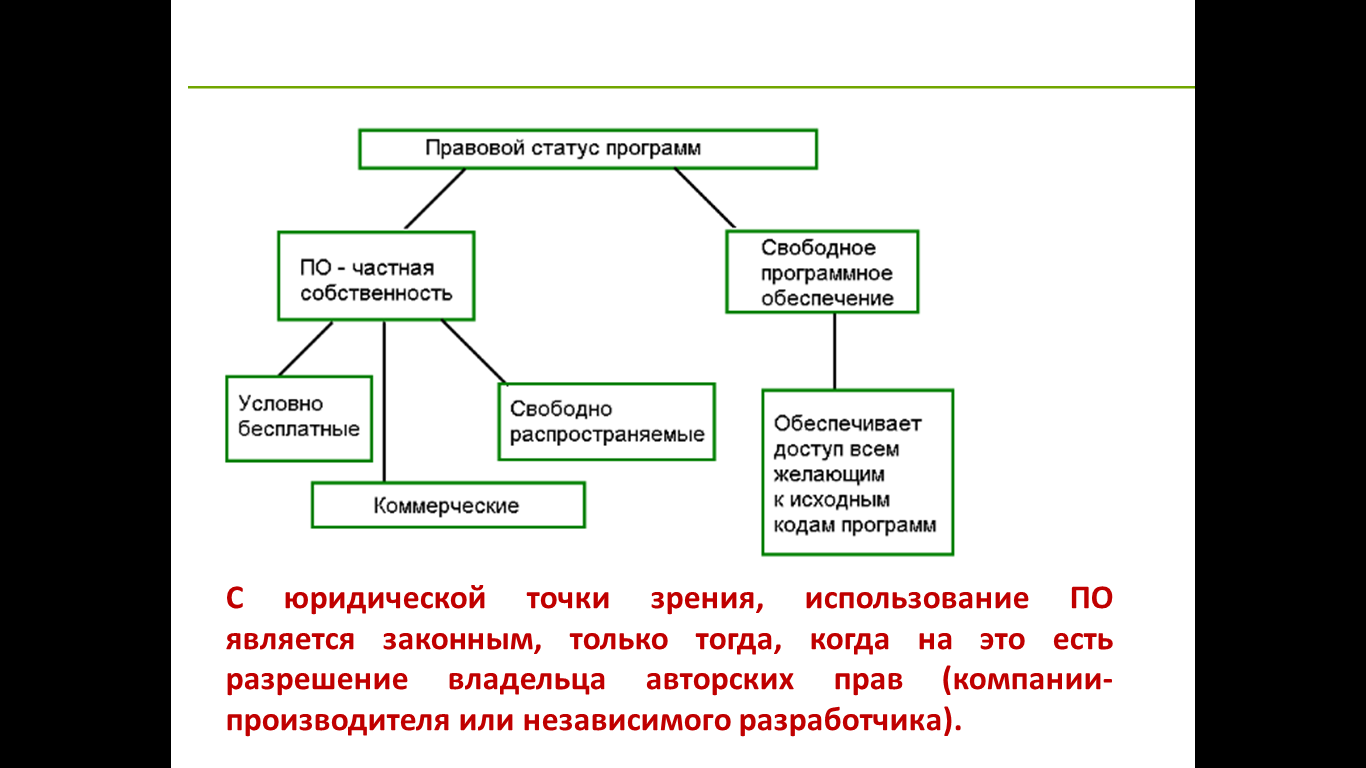 Правовой статус программ
ПО - частная
собственность
Свободное
программное
обеспечение
Условно
бесплатные
Свободно
распространяемые
Коммерческие
Обеспечивает
доступ всем
желающим
к исходным
кодам программ
С юридической точки зрения, использование ПО
является законным, только тогда, когда на это есть
разрешение владельца авторских прав (компании-
производителя или независимого разработчика).